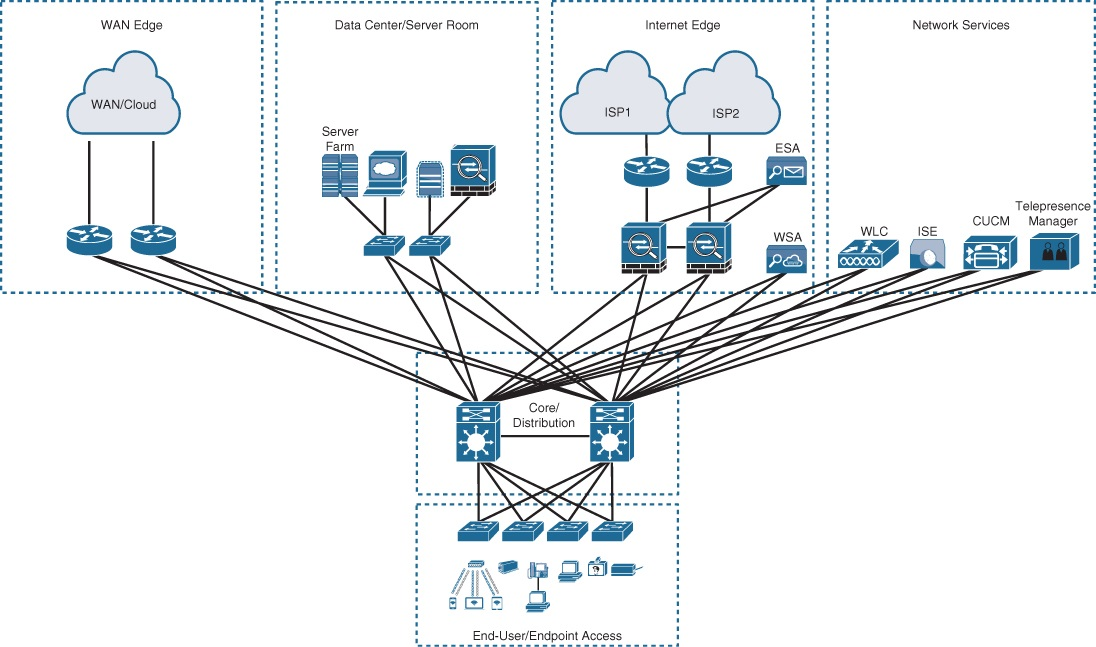 WAN Edge
Data Center/Server Room
Internet Edge
Network Services
WAN/Cloud
ISP1
ISP2
Server
Farm
ESA
WSA
WLC
ISE
CUCM
Telepresence
Manager
Core/
Distribution
End-User/Endpoint Access